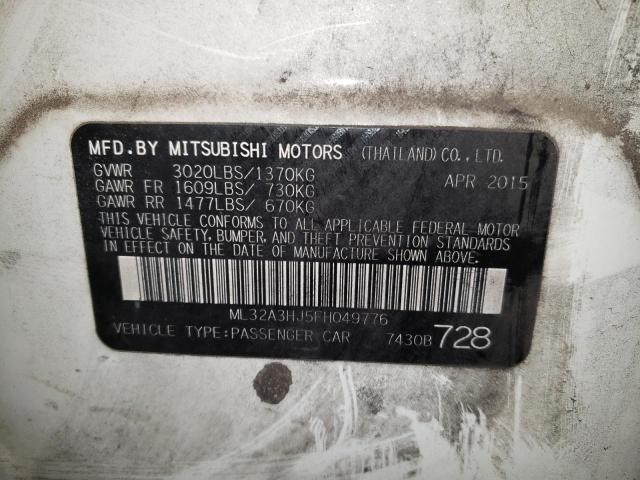 MFD.BY MITSUBISHI MOTORS (THAILAND)CO.,LTD.
GVWR 3020LBS/1370KG APR 2015
GAWR FR 1609LBS/ 730KG
GAWR RR 1477LBS/ 670KG
THIS VEHICLE CONFORMS TO ALL APPLICABLE FEDERAL MOTOR
VEHICLE SAFETY, BUMPER, AND THEFT PREVENTION STANDARDS
IN EFFECT ON THE DATE OF MANUFACTURE SHOWN ABOVE.
ML32A3HJ5FH049776
VEHICLE TYPE:PASSENGER CAR 7430B 728